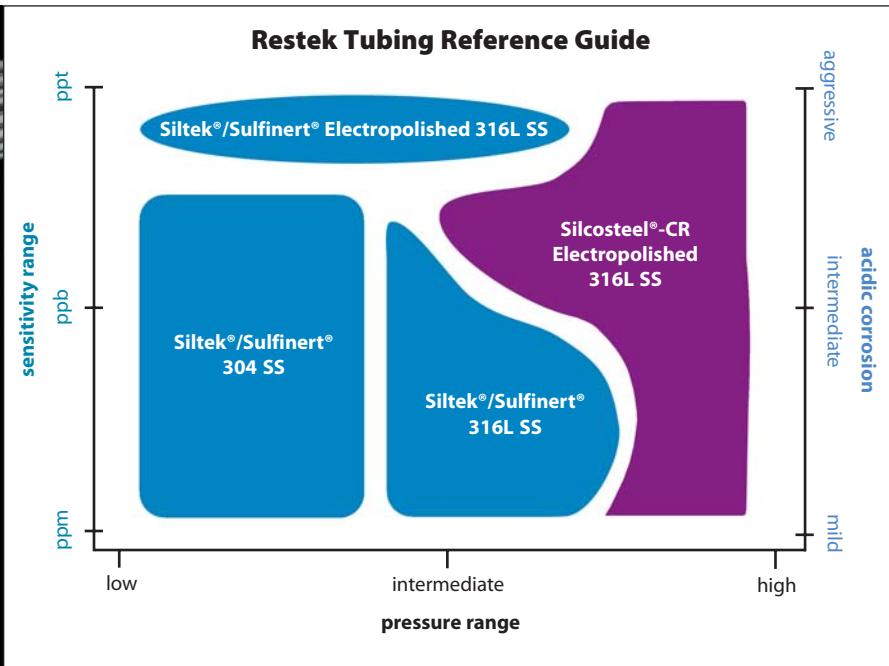 Restek Tubing Reference Guide
ppt
aggressive
Siltek®/Sulfinert® Electropolished 316L SS
Silcosteel®-CR
Electropolished
316L SS
sensitivity range
ppb
intermediate
acidic corrosion
Siltek®/Sulfinert®
304 SS
Siltek®/Sulfinert®
316L SS
ppm
mild
low
intermediate
high
pressure range